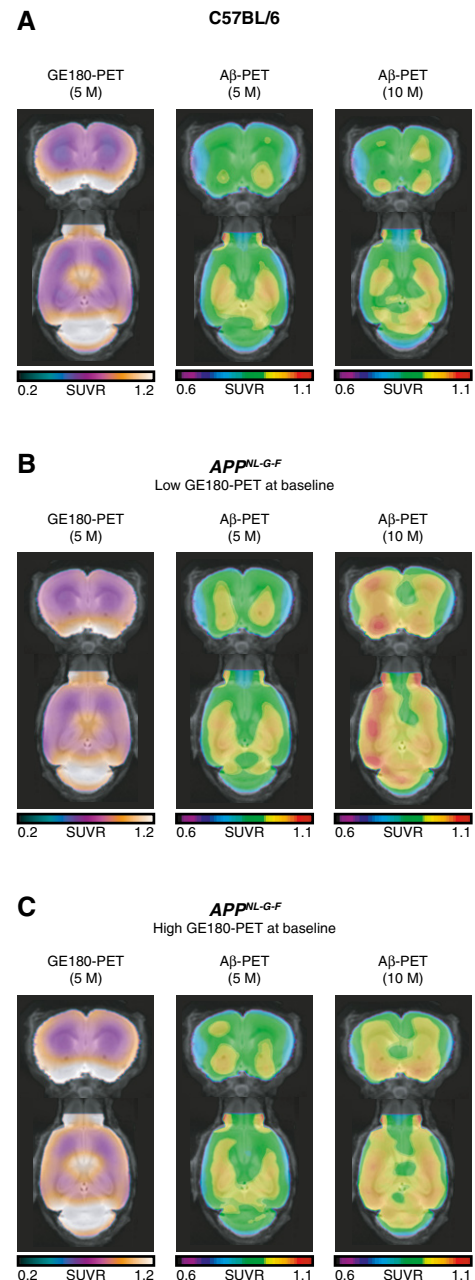 A
C57BL/6
GE180-PET
(5 M)
Aβ-PET
(5 M)
Aβ-PET
(10 M)
0.2 SUVR 1.2
0.6 SUVR 1.1
0.6 SUVR 1.1
B
APP^NL-G-F
Low GE180-PET at baseline
GE180-PET
(5 M)
Aβ-PET
(5 M)
Aβ-PET
(10 M)
0.2 SUVR 1.2
0.6 SUVR 1.1
0.6 SUVR 1.1
C
APP^NL-G-F
High GE180-PET at baseline
GE180-PET
(5 M)
Aβ-PET
(5 M)
Aβ-PET
(10 M)
0.2 SUVR 1.2
0.6 SUVR 1.1
0.6 SUVR 1.1